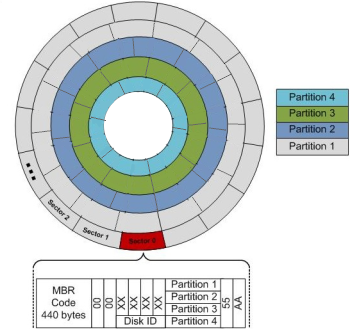 Partition 4
Partition 3
Partition 2
Partition 1
Sector 2
Sector 1
Sector 0
MBR
Code
440 bytes
00
00
XX
XX
XX
XX
Disk ID
Partition 1
Partition 2
Partition 3
Partition 4
55
AA